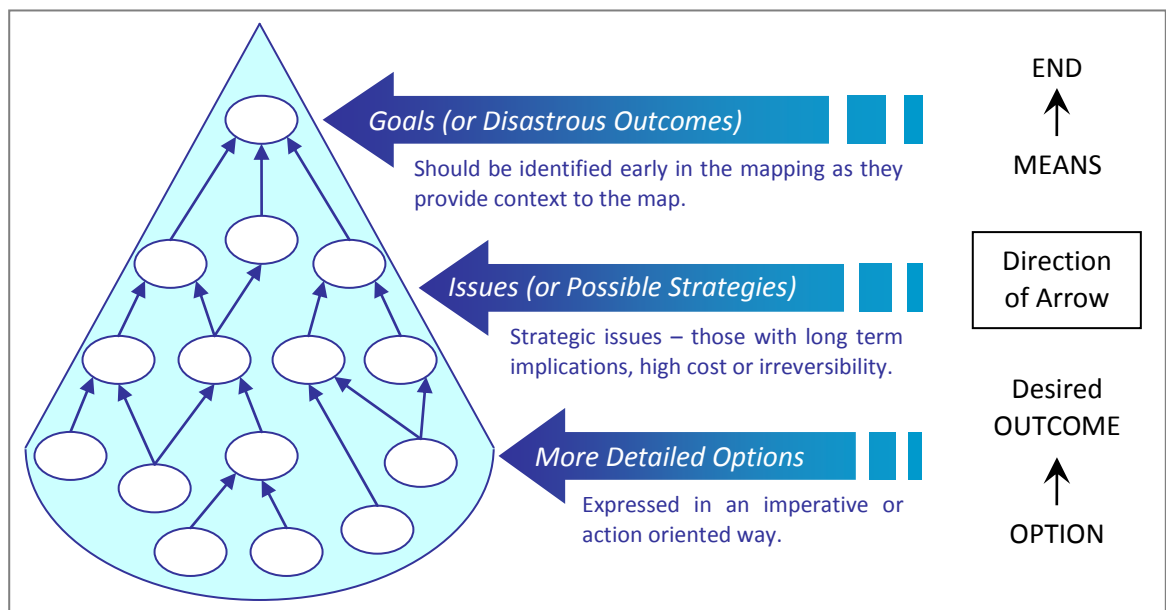 Goals (or Disastrous Outcomes)
Should be identified early in the mapping as they
provide context to the map.
Issues (or Possible Strategies)
Strategic issues – those with long term
implications, high cost or irreversibility.
More Detailed Options
Expressed in an imperative or
action oriented way.
END
MEANS
Direction
of Arrow
Desired
OUTCOME
OPTION